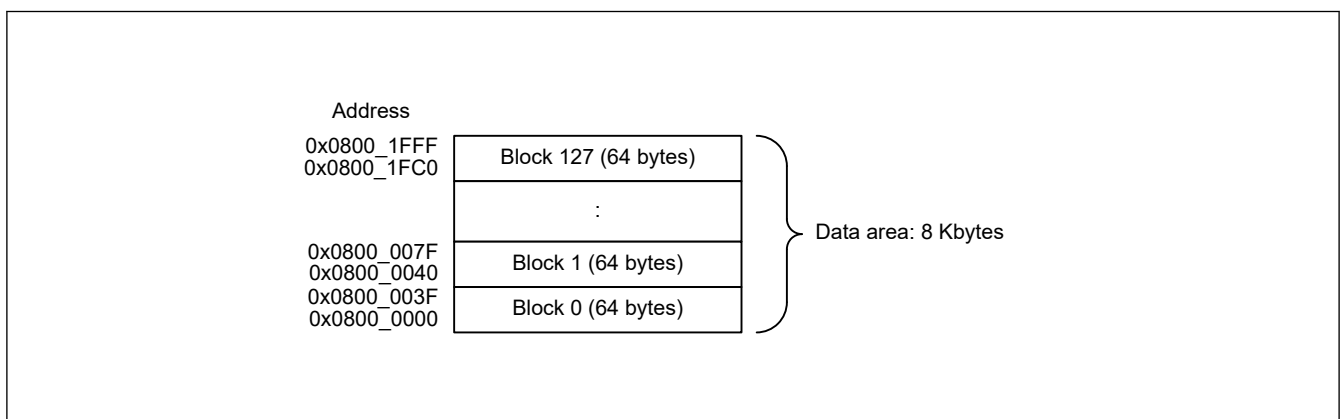 Address
0x0800_1FFF
0x0800_1FC0
Block 127 (64 bytes)
:
Data area: 8 Kbytes
0x0800_007F
0x0800_0040
Block 1 (64 bytes)
0x0800_003F
0x0800_0000
Block 0 (64 bytes)